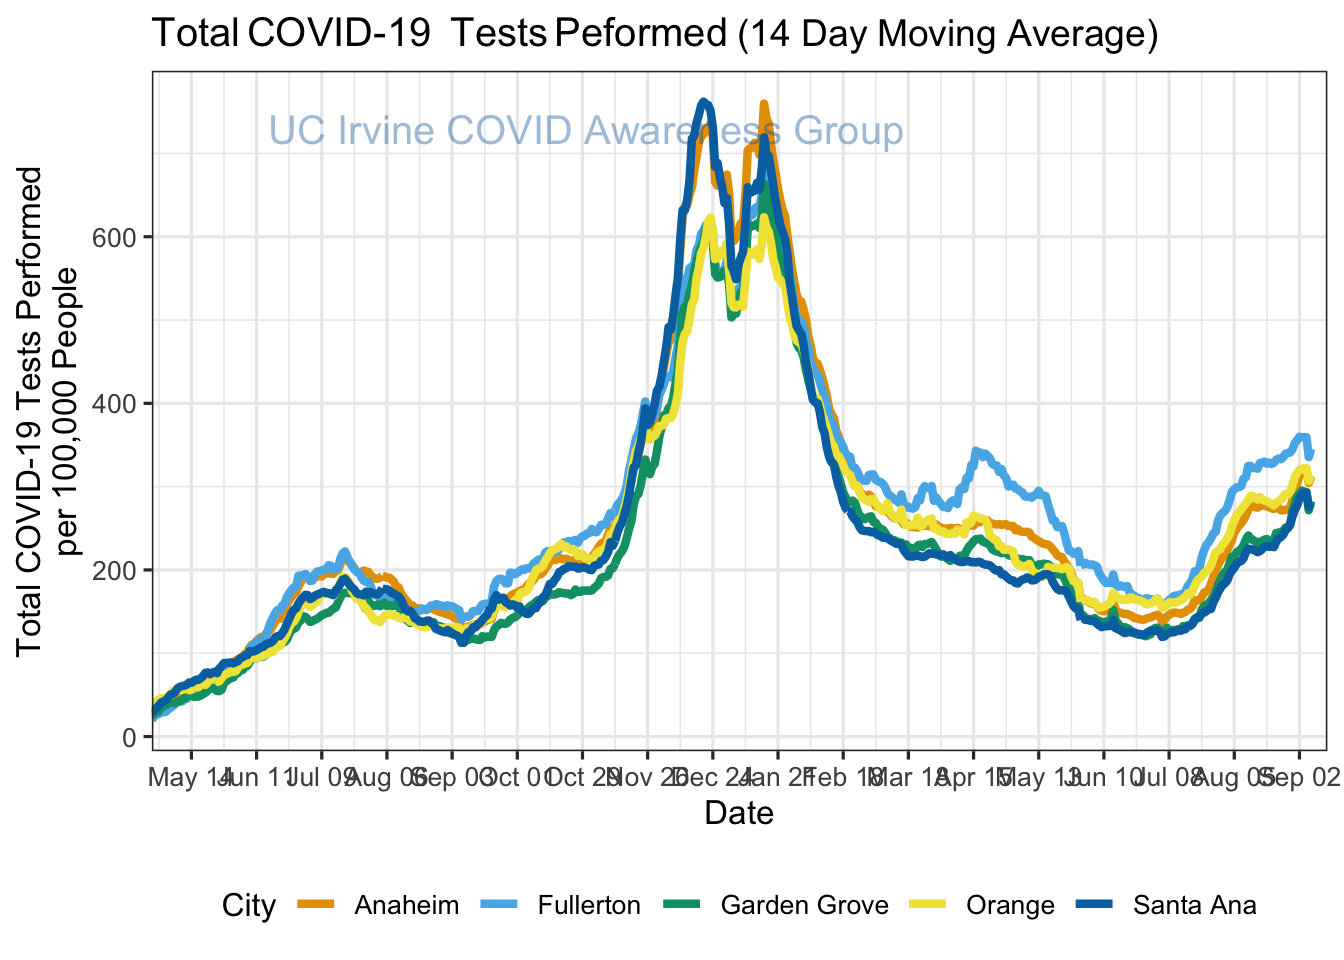 Total COVID-19 Tests Peformed (14 Day Moving Average)
UC Irvine COVID Awareness Group
Total COVID-19 Tests Performed
per 100,000 People
600
400
200
0
May 14 Jun 11 Jul 09 Aug 06 Sep 03 Oct 01 Oct 29 Nov 26 Dec 24 Jan 21 Feb 18 Mar 18 Apr 15 May 13 Jun 10 Jul 08 Aug 05 Sep 02
Date
City Anaheim Fullerton Garden Grove Orange Santa Ana